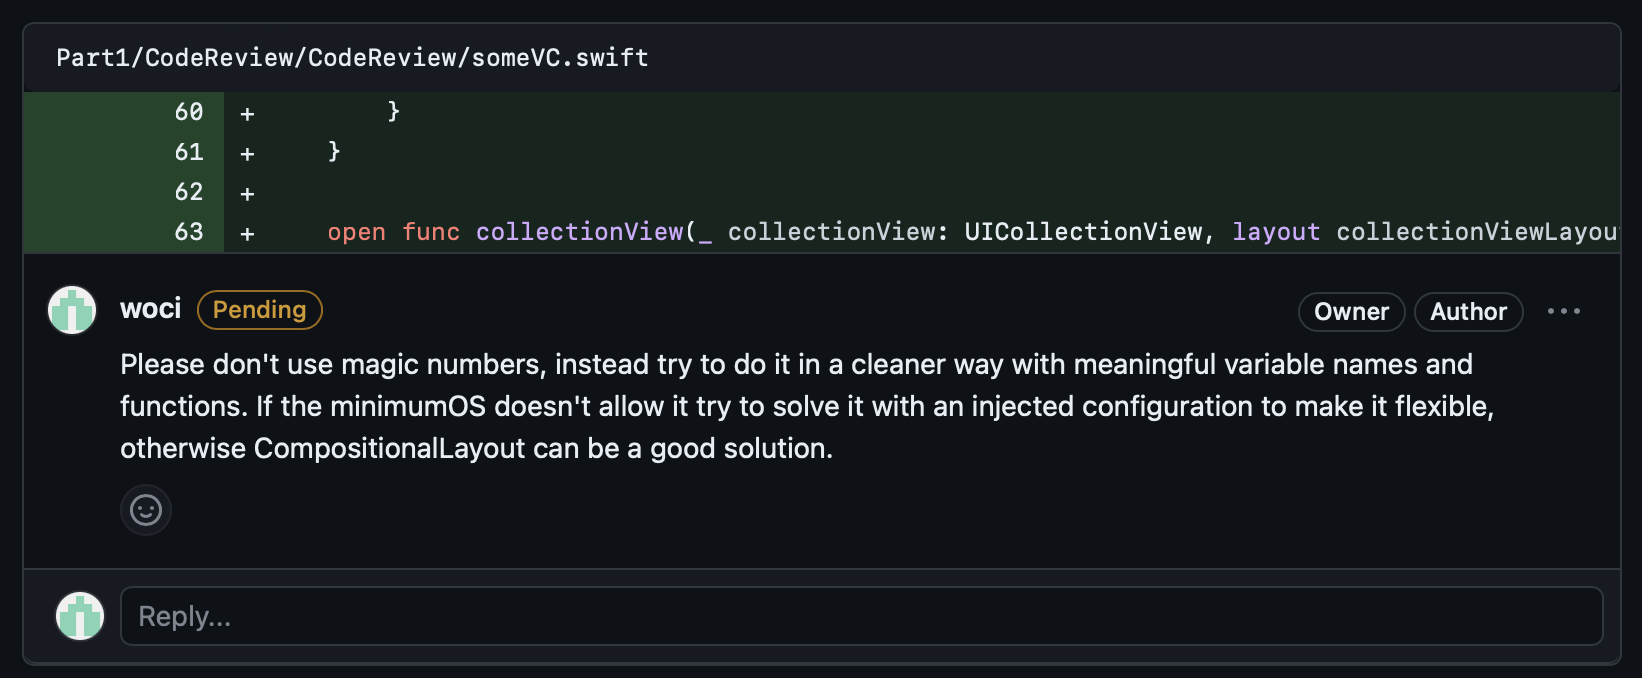 Part1/CodeReview/CodeReview/someVC.swift
60 + }
61 + }
62 +
63 + open func collectionView(_ collectionView: UICollectionView, layout collectionViewLayou
woci Pending Owner Author ...
Please don't use magic numbers, instead try to do it in a cleaner way with meaningful variable names and
functions. If the minimumOS doesn't allow it try to solve it with an injected configuration to make it flexible,
otherwise CompositionalLayout can be a good solution.
Reply...